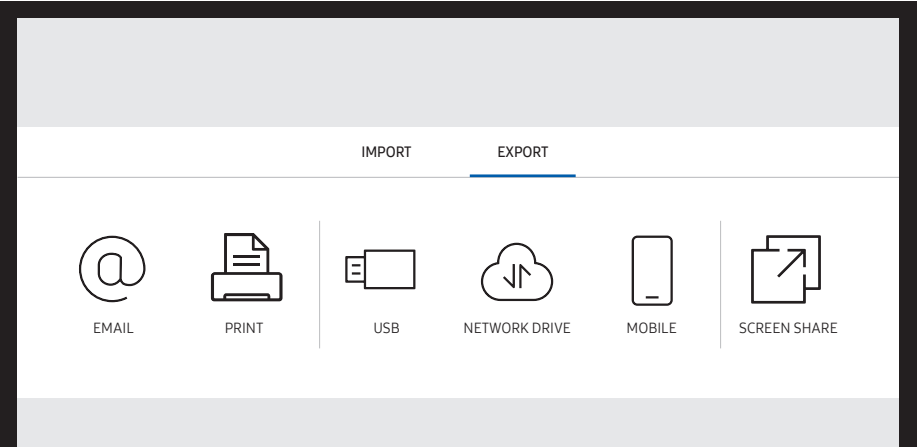 IMPORT EXPORT
EMAIL PRINT USB NETWORK DRIVE MOBILE SCREEN SHARE